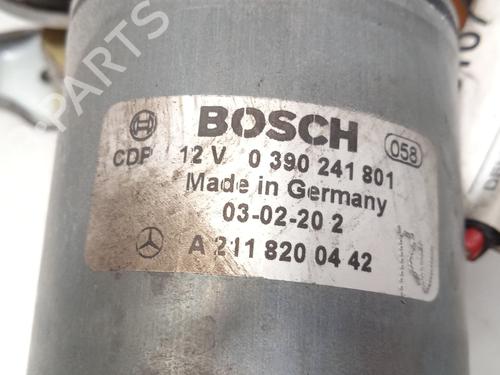 BOSCH
058
CDP 12 V 0 390 241 801
Made in Germany
03-02-20 2
A 211 820 04 42
B-Parts